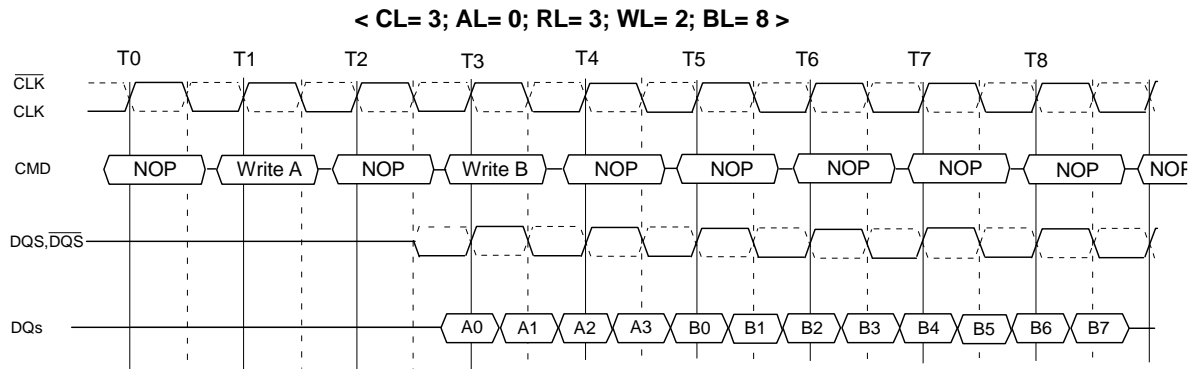 < CL= 3; AL= 0; RL= 3; WL= 2; BL= 8 >
T0 T1 T2 T3 T4 T5 T6 T7 T8
CLK
CLK
CMD NOP Write A NOP Write B NOP NOP NOP NOP NOP NOP
DQS,DQS
DQs A0 A1 A2 A3 B0 B1 B2 B3 B4 B5 B6 B7